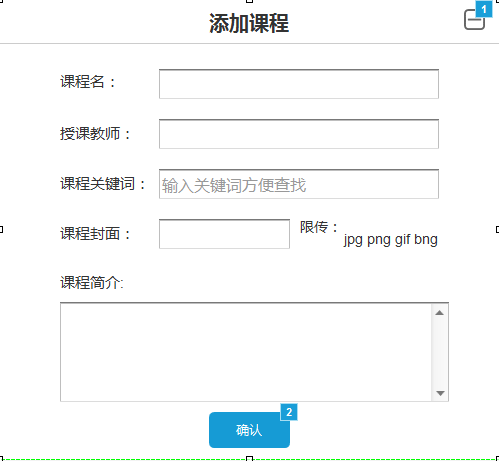 添加课程
1
课程名：
授课教师：
课程关键词：
输入关键词方便查找
课程封面：
限传：
jpg png gif bng
课程简介:
2
确认